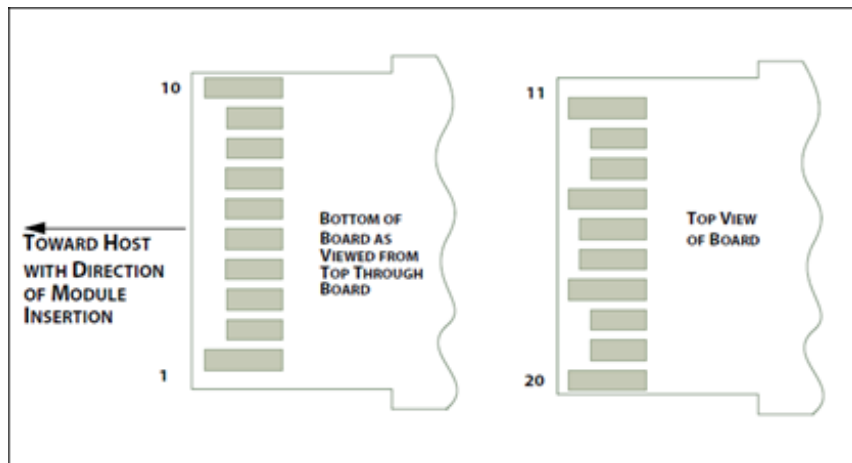 10
11
BOTTOM OF
BOARD AS
VIEWED FROM
TOP THROUGH
BOARD
TOP VIEW
OF BOARD
TOWARD HOST
WITH DIRECTION
OF MODULE
INSERTION
1
20